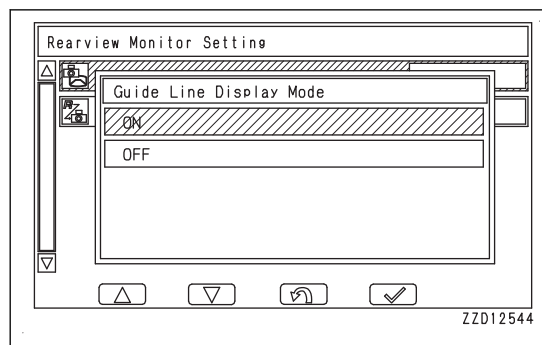 Rearview Monitor Setting
Guide Line Display Mode
R
ON
OFF
ZZD12544